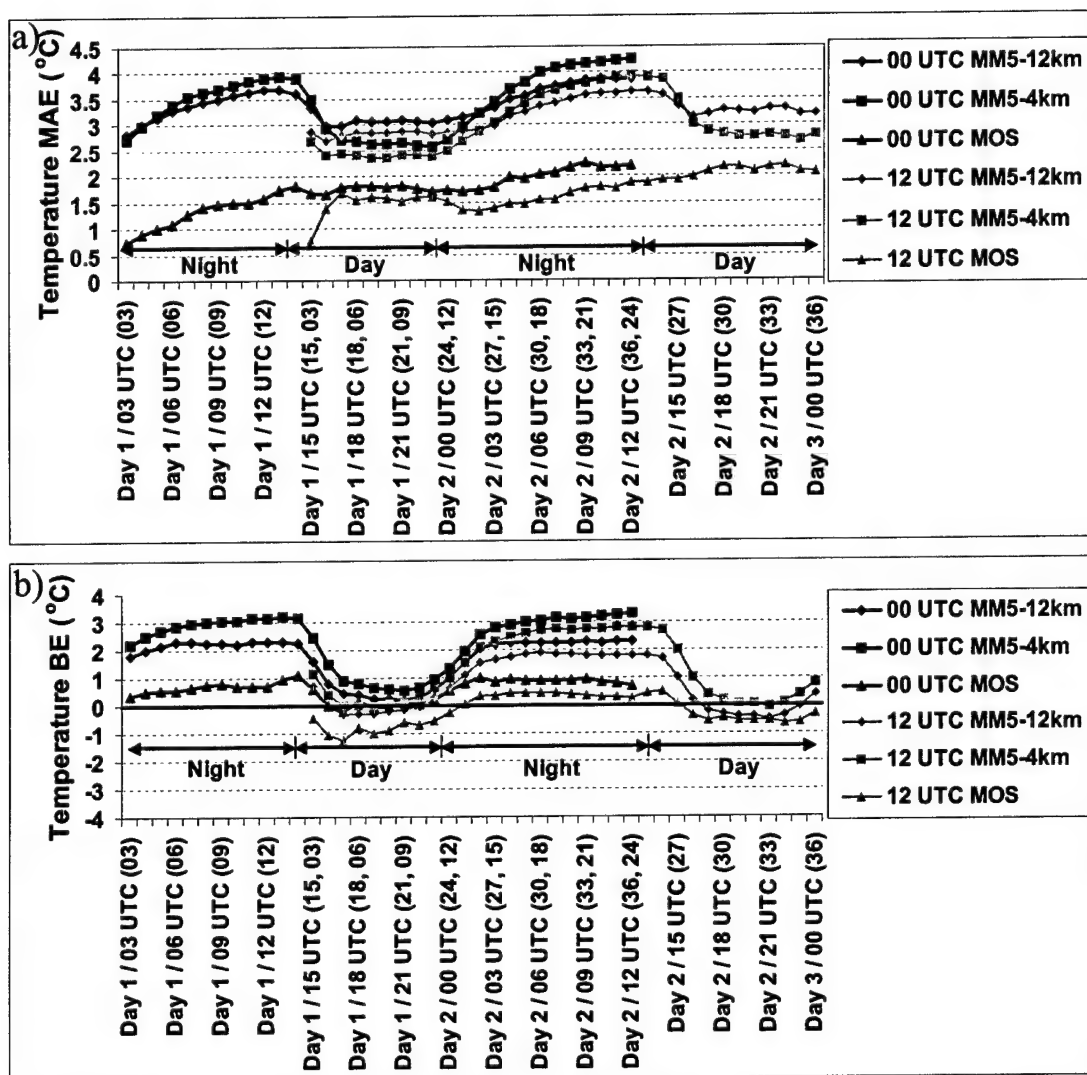 a)
Temperature MAE (°C)
4.5
4
3.5
3
2.5
2
1.5
1
0.5
0
Night
Day
Night
Day
Day 1 / 03 UTC (03)
Day 1 / 06 UTC (06)
Day 1 / 09 UTC (09)
Day 1 / 12 UTC (12)
Day 1 / 15 UTC (15, 03)
Day 1 / 18 UTC (18, 06)
Day 1 / 21 UTC (21, 09)
Day 2 / 00 UTC (24, 12)
Day 2 / 03 UTC (27, 15)
Day 2 / 06 UTC (30, 18)
Day 2 / 09 UTC (33, 21)
Day 2 / 12 UTC (36, 24)
Day 2 / 15 UTC (27)
Day 2 / 18 UTC (30)
Day 2 / 21 UTC (33)
Day 3 / 00 UTC (36)
00 UTC MM5-12km
00 UTC MM5-4km
00 UTC MOS
12 UTC MM5-12km
12 UTC MM5-4km
12 UTC MOS
b)
Temperature BE (°C)
4
3
2
1
0
-1
-2
-3
-4
Night
Day
Night
Day
Day 1 / 03 UTC (03)
Day 1 / 06 UTC (06)
Day 1 / 09 UTC (09)
Day 1 / 12 UTC (12)
Day 1 / 15 UTC (15, 03)
Day 1 / 18 UTC (18, 06)
Day 1 / 21 UTC (21, 09)
Day 2 / 00 UTC (24, 12)
Day 2 / 03 UTC (27, 15)
Day 2 / 06 UTC (30, 18)
Day 2 / 09 UTC (33, 21)
Day 2 / 12 UTC (36, 24)
Day 2 / 15 UTC (27)
Day 2 / 18 UTC (30)
Day 2 / 21 UTC (33)
Day 3 / 00 UTC (36)
00 UTC MM5-12km
00 UTC MM5-4km
00 UTC MOS
12 UTC MM5-12km
12 UTC MM5-4km
12 UTC MOS